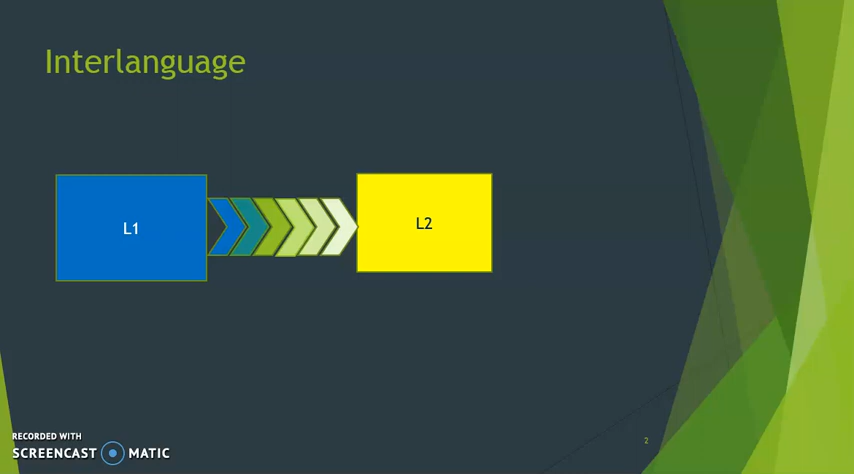 Interlanguage
L1
L2
2
RECORDED WITH
SCREENCAST MATIC